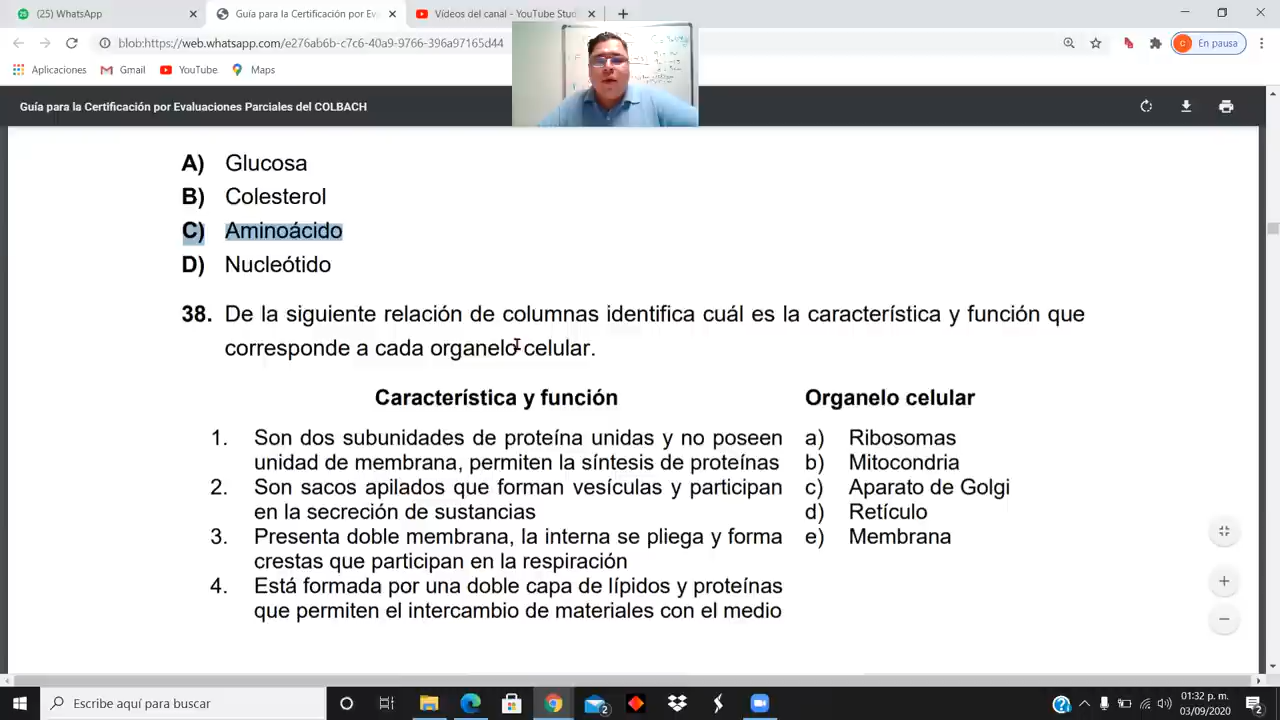 25 (25) WhatsApp
Guía para la Certificación por Ev
Vídeos del canal - YouTube Stu
blob:https://web.whatsapp.com/e276ab6b-c7c6-40a9-9766-396a97165d44
C En pausa
Aplicaciones Gmail YouTube Maps
Guía para la Certificación por Evaluaciones Parciales del COLBACH
A) Glucosa
B) Colesterol
C) Aminoácido
D) Nucleótido
38. De la siguiente relación de columnas identifica cuál es la característica y función que
corresponde a cada organelo celular.
Característica y función Organelo celular
1. Son dos subunidades de proteína unidas y no poseen a) Ribosomas
unidad de membrana, permiten la síntesis de proteínas b) Mitocondria
2. Son sacos apilados que forman vesículas y participan c) Aparato de Golgi
en la secreción de sustancias d) Retículo
3. Presenta doble membrana, la interna se pliega y forma e) Membrana
crestas que participan en la respiración
4. Está formada por una doble capa de lípidos y proteínas
que permiten el intercambio de materiales con el medio
Escribe aquí para buscar
2
01:32 p. m.
03/09/2020
2